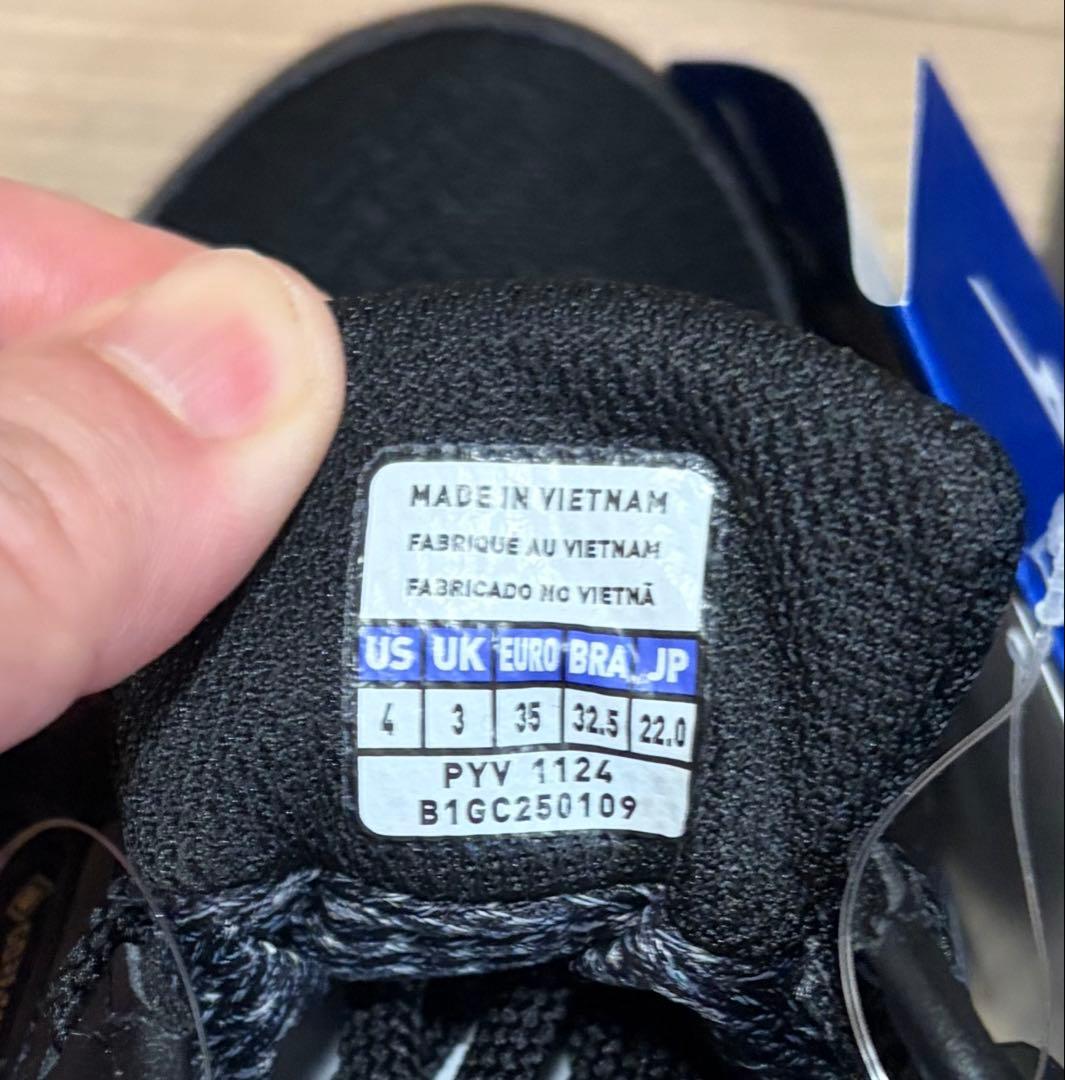 MADE IN VIETNAM
FABRIQUE AU VIETNAM
FABRICADO NO VIETNÃ
US UK EURO BRA JP
4 3 35 32.5 22.0
PYV 1124
B1GC250109